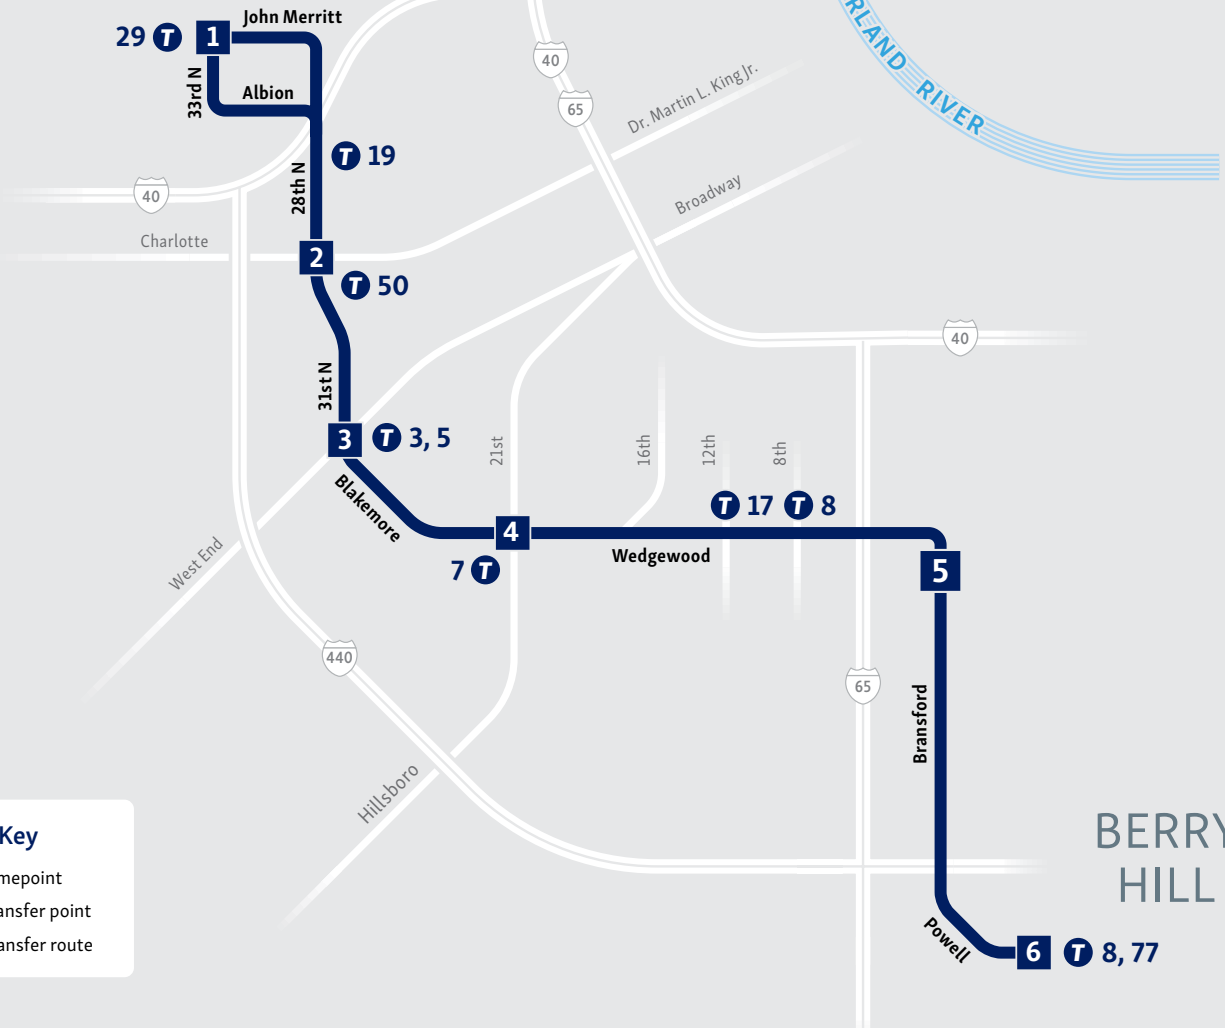 John Merritt
29 T
1
33rd N
Albion
40
65
Dr. Martin L. King Jr.
RLAND RIVER
T 19
28th N
40
Broadway
Charlotte
2
T 50
40
31st N
3
T 3, 5
21st
16th
12th
8th
Blakemore
T 17
T 8
4
Wedgewood
7 T
5
West End
440
65
Bransford
Hillsboro
BERRY
HILL
Key
mepoint
ansfer point
ansfer route
Powell
6
T 8, 77